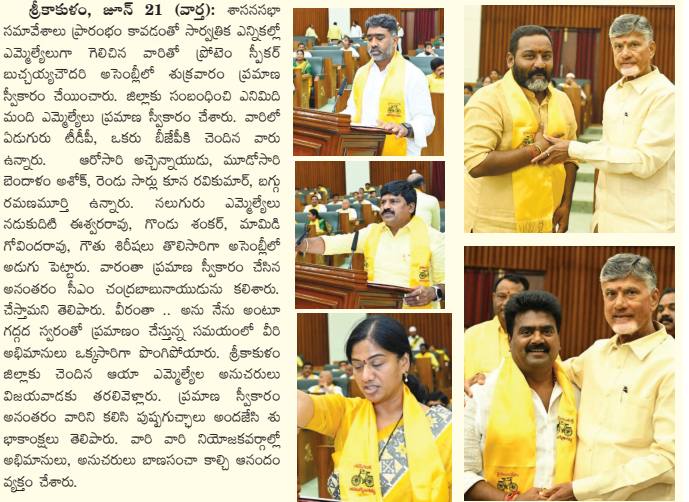 శ్రీకాకుళం, జూన్ 21 (వార్త): శాసనసభా
సమావేశాలు ప్రారంభం కావడంతో సార్వత్రిక ఎన్నికల్లో
ఎమ్మెల్యేలుగా గెలిచిన వారితో ప్రోటెం స్పీకర్
బుచ్చయ్యచౌదరి అసెంబ్లీలో శుక్రవారం ప్రమాణ
స్వీకారం చేయించారు. జిల్లాకు సంబంధించి ఎనిమిది
మంది ఎమ్మెల్యేలు ప్రమాణ స్వీకారం చేశారు. వారిలో
ఏడుగురు టీడీపీ, ఒకరు బీజేపీకి చెందిన వారు
ఉన్నారు. ఆరోసారి అచ్చెన్నాయుడు, మూడోసారి
బెందాళం అశోక్, రెండు సార్లు కూన రవికుమార్, బగ్గు
రమణమూర్తి ఉన్నారు. నలుగురు ఎమ్మెల్యేలు
నడుకుదిటి ఈశ్వరరావు, గొండు శంకర్, మామిడి
గోవిందరావు, గౌతు శిరీషలు తొలిసారిగా అసెంబ్లీలో
అడుగు పెట్టారు. వారంతా ప్రమాణ స్వీకారం చేసిన
అనంతరం సీఎం చంద్రబాబునాయుడును కలిశారు.
చేస్తామని తెలిపారు. వీరంతా .. అను నేను అంటూ
గద్గద స్వరంతో ప్రమాణం చేస్తున్న సమయంలో వీరి
అభిమానులు ఒక్కసారిగా పొంగిపోయారు. శ్రీకాకుళం
జిల్లాకు చెందిన ఆయా ఎమ్మెల్యేల అనుచరులు
విజయవాడకు తరలివెళ్లారు. ప్రమాణ స్వీకారం
అనంతరం వారిని కలిసి పుష్పగుచ్ఛాలు అందజేసి శు
భాకాంక్షలు తెలిపారు. వారి వారి నియోజకవర్గాల్లో
అభిమానులు, అనుచరులు బాణసంచా కాల్చి ఆనందం
వ్యక్తం చేశారు.